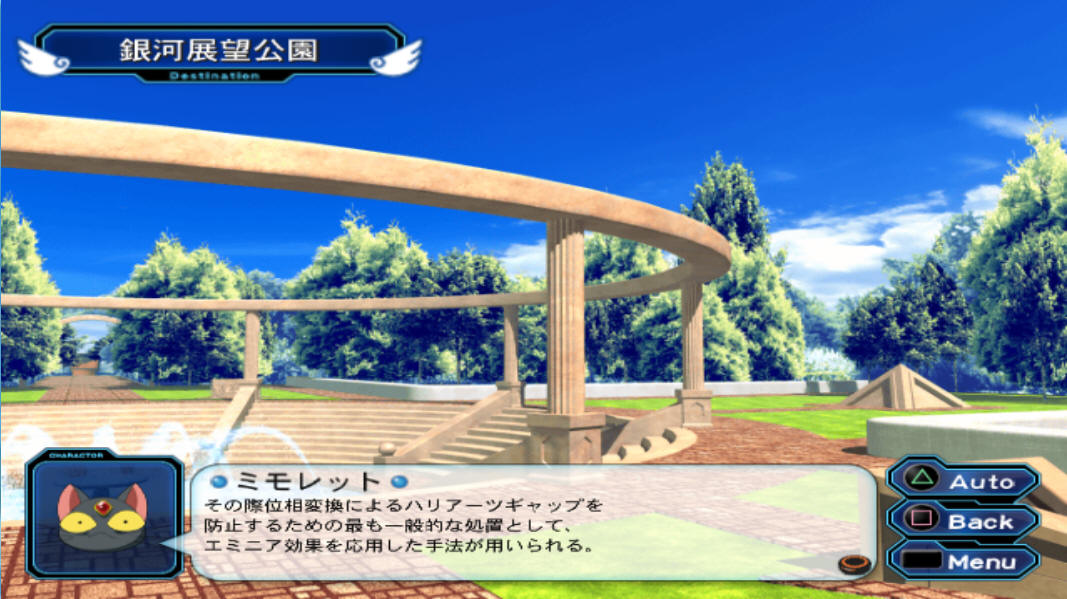 銀河展望公園
Destination
CHARACTOR
ミモレット
その際位相変換によるハリアーツギャップを
防止するための最も一般的な処置として、
エミニア効果を応用した手法が用いられる。
Auto
Back
Menu